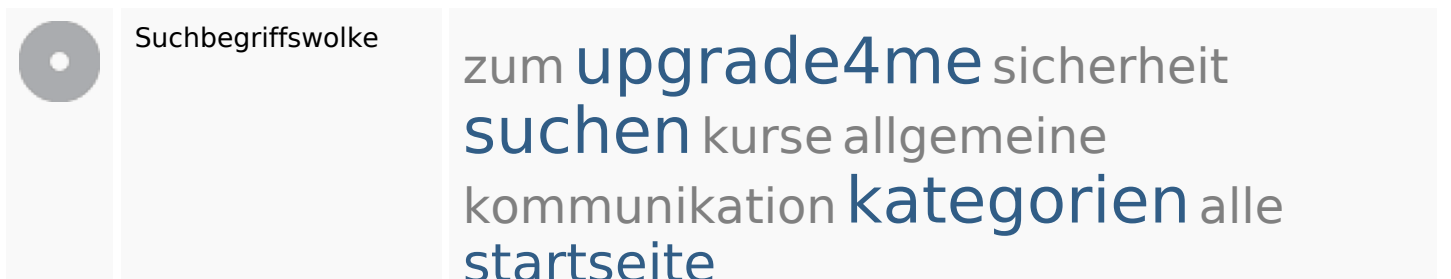 Suchbegriffswolke
zum upgrade4me sicherheit
suchen kurse allgemeine
kommunikation kategorien alle
startseite